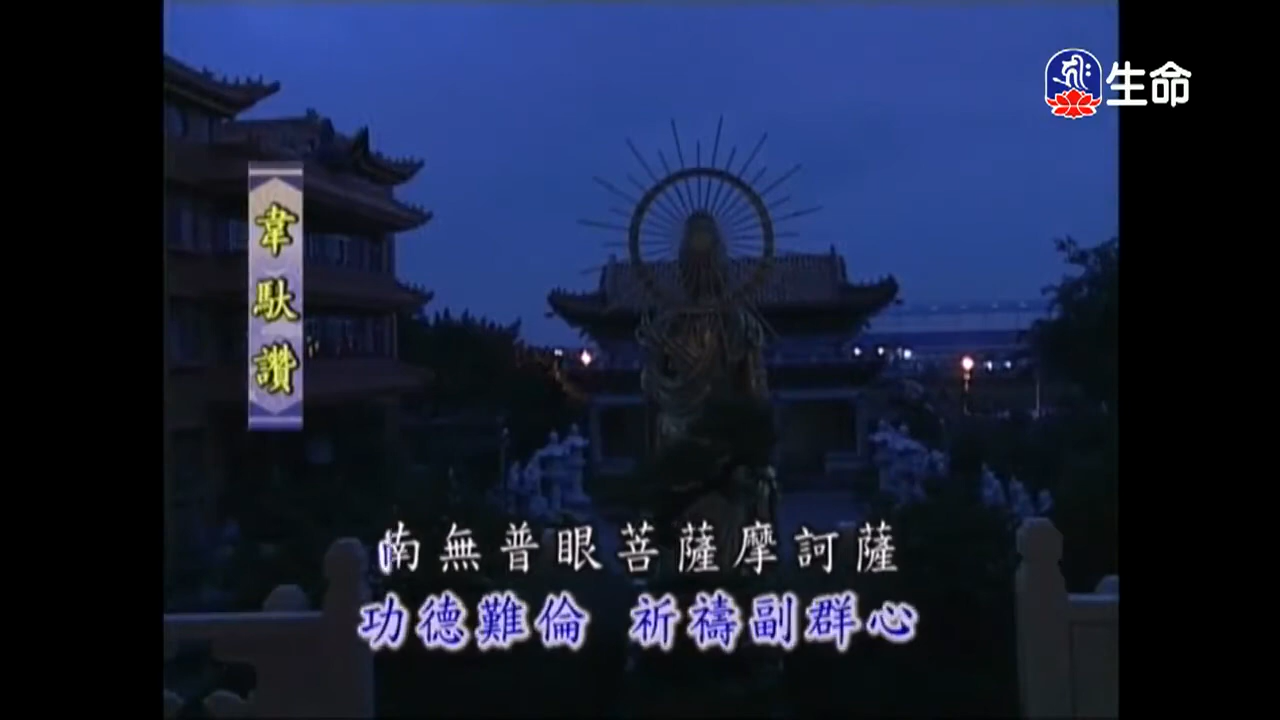 生命
韋馱讚
南無普眼菩薩摩訶薩
功德難倫 祈禱副群心